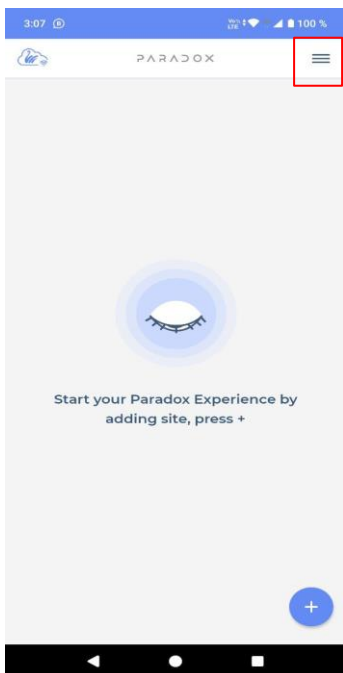 3:07
100 %
PARADOX
Start your Paradox Experience by
adding site, press +
+